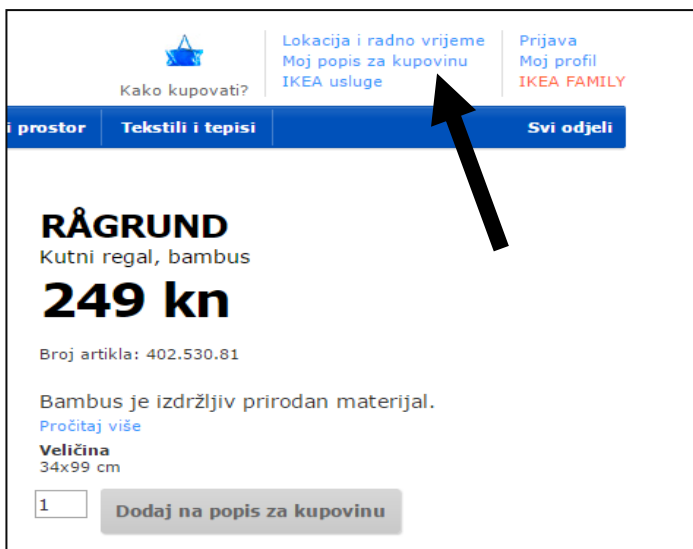 Kako kupovati?
Lokacija i radno vrijeme
Moj popis za kupovinu
IKEA usluge
Prijava
Moj profil
IKEA FAMILY
i prostor
Tekstili i tepisi
Svi odjeli
RÅGRUND
Kutni regal, bambus
249 kn
Broj artikla: 402.530.81
Bambus je izdržljiv prirodan materijal.
Pročitaj više
Veličina
34x99 cm
1
Dodaj na popis za kupovinu